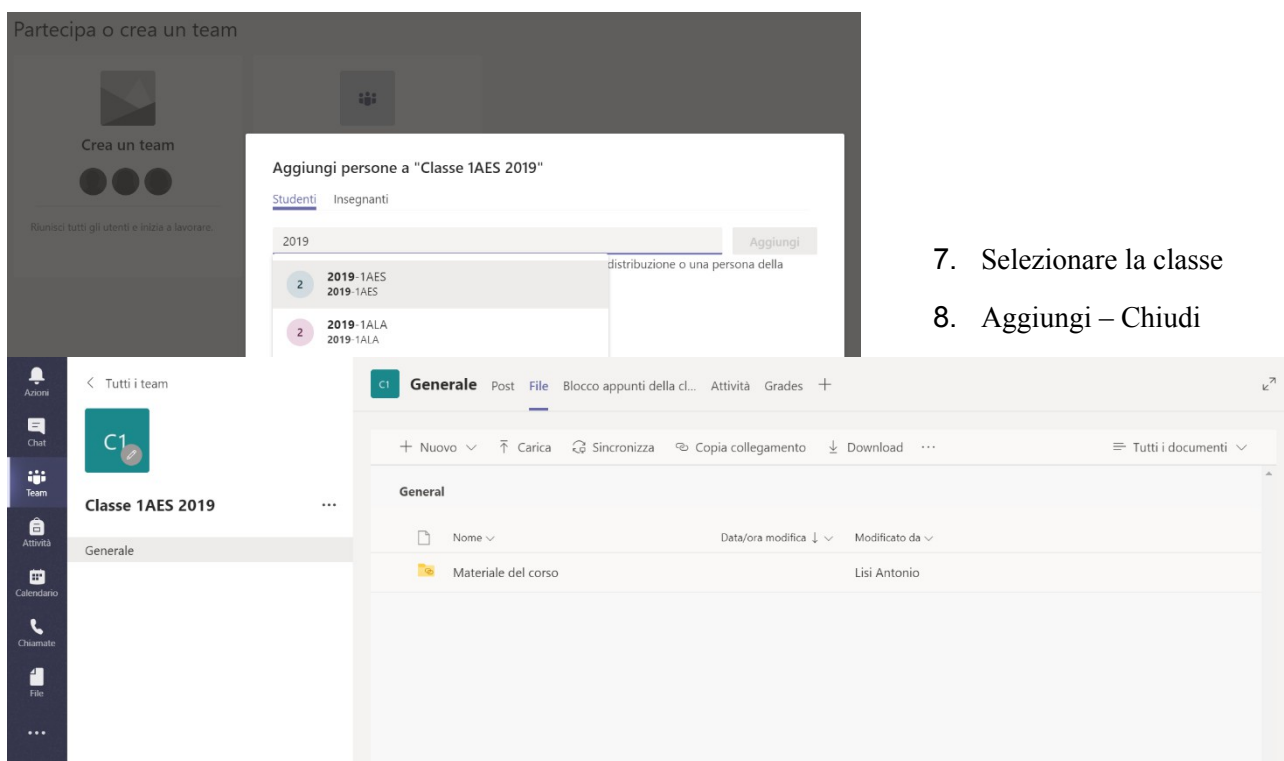 Partecipa o crea un team
Crea un team
Riunisci tutti gli utenti e inizia a lavorare.
Aggiungi persone a "Classe 1AES 2019"
Studenti Insegnanti
2019 Aggiungi
distribuzione o una persona della
2 2019-1AES
2019-1AES
2 2019-1ALA
2019-1ALA
7. Selezionare la classe
8. Aggiungi – Chiudi
Azioni
Chat
Team
Attività
Calendario
Chiamate
File
Tutti i team
C1
Classe 1AES 2019 ...
Generale
C1 Generale Post File Blocco appunti della cl... Attività Grades +
+ Nuovo Carica Sincronizza Copia collegamento Download ... Tutti i documenti
General
Nome Data/ora modifica ↓ Modificato da
Materiale del corso Lisi Antonio